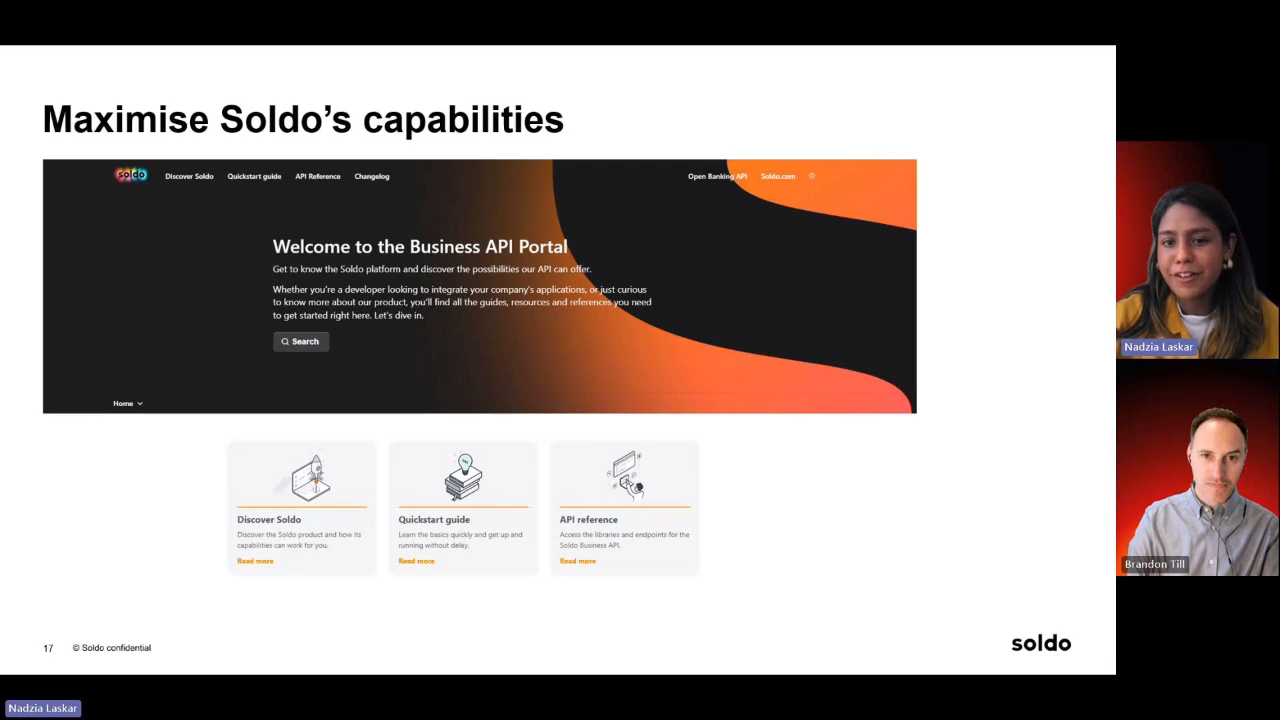 Maximise Soldo's capabilities
soldo Discover Soldo Quickstart guide API Reference Changelog Open Banking API Soldo.com
Welcome to the Business API Portal
Get to know the Soldo platform and discover the possibilities our API can offer.
Whether you're a developer looking to integrate your company's applications, or just curious
to know more about our product, you'll find all the guides, resources and references you need
to get started right here. Let's dive in.
Search
Home
Discover Soldo
Discover the Soldo product and how its
capabilities can work for you.
Read more
Quickstart guide
Learn the basics quickly and get up and
running without delay.
Read more
API reference
Access the libraries and endpoints for the
Soldo Business API.
Read more
17 © Soldo confidential
soldo
Nadzia Laskar
Brandon Till
Nadzia Laskar